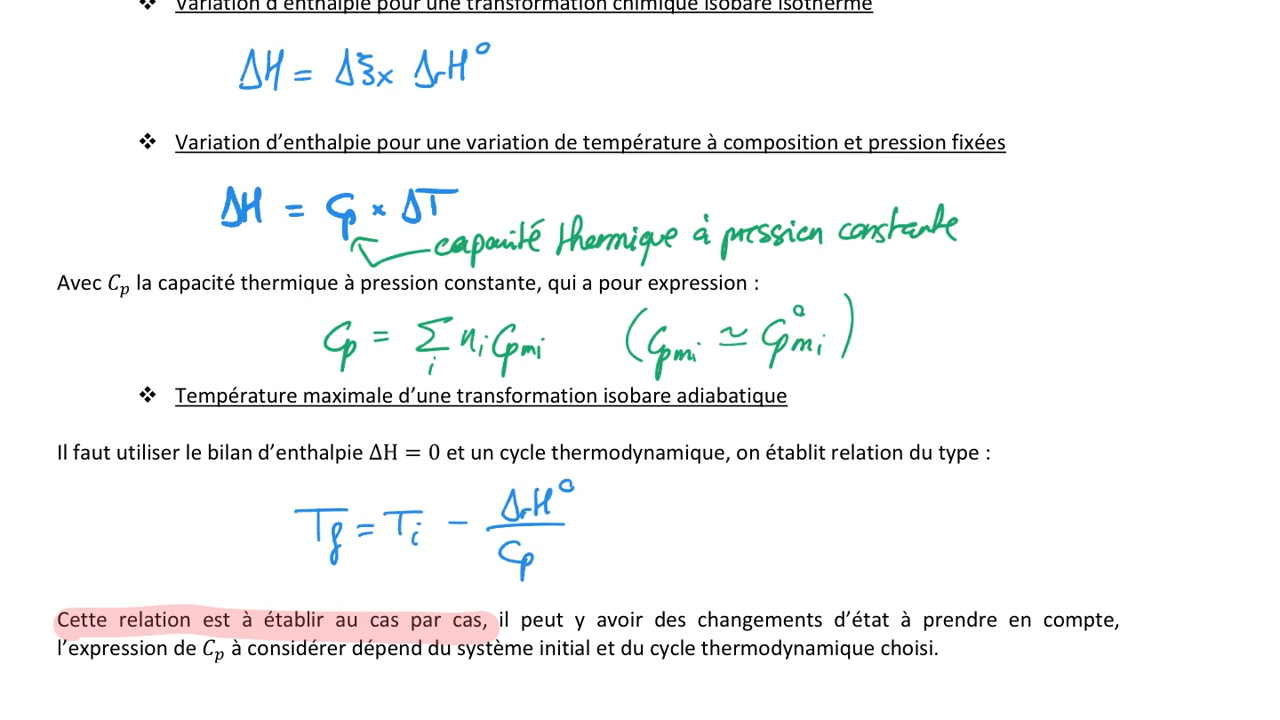 ❖ Variation d'enthalpie pour une transformation chimique isobare isotherme
ΔH = Δξ × ΔrH°
❖ Variation d'enthalpie pour une variation de température à composition et pression fixées
ΔH = Cp × ΔT
capacité thermique à pression constante
Avec Cp la capacité thermique à pression constante, qui a pour expression :
Cp = Σi ni Cpmi (Cpmi ≃ C°pmi)
❖ Température maximale d'une transformation isobare adiabatique
Il faut utiliser le bilan d'enthalpie ΔH = 0 et un cycle thermodynamique, on établit relation du type :
Tf = Ti − ΔrH° / Cp
Cette relation est à établir au cas par cas, il peut y avoir des changements d'état à prendre en compte,
l'expression de Cp à considérer dépend du système initial et du cycle thermodynamique choisi.